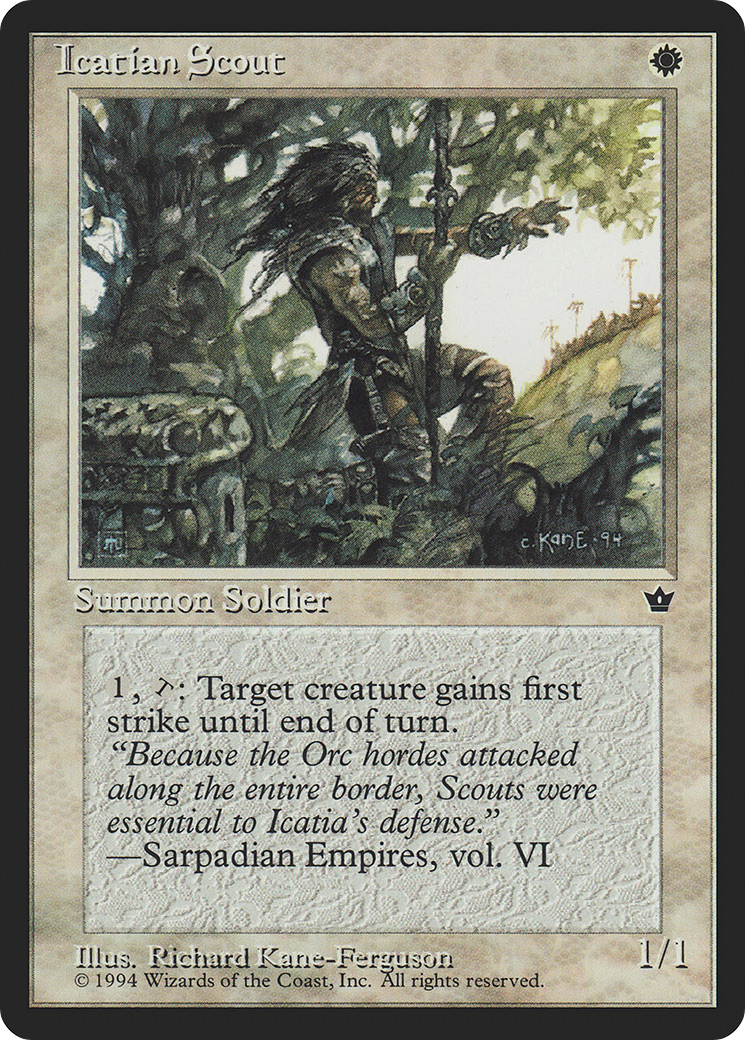 Icatian Scout
c. Kane · 94
Summon Soldier
1, T: Target creature gains first
strike until end of turn.
“Because the Orc hordes attacked
along the entire border, Scouts were
essential to Icatia’s defense.”
—Sarpadian Empires, vol. VI
Illus. Richard Kane-Ferguson
1/1
© 1994 Wizards of the Coast, Inc. All rights reserved.